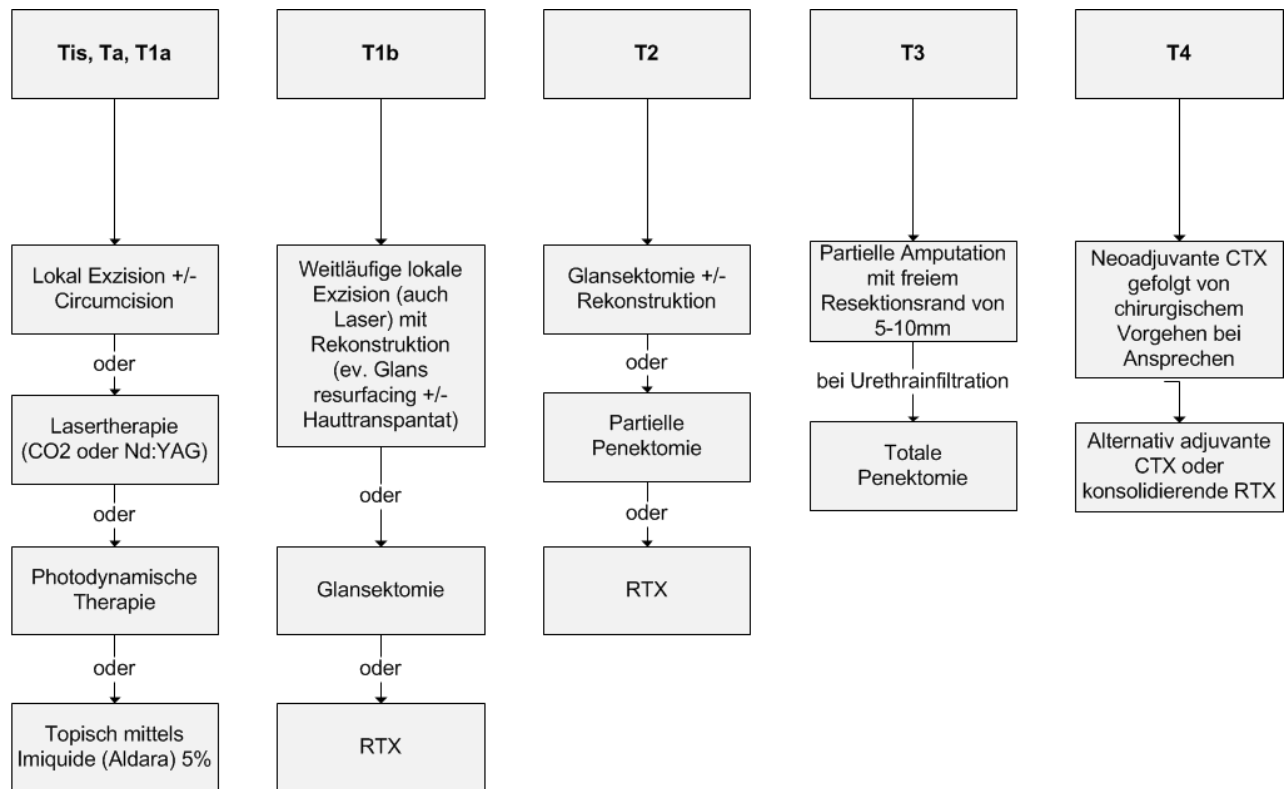 Tis, Ta, T1a
Lokal Exzision +/-
Circumcision
oder
Lasertherapie
(CO2 oder Nd:YAG)
oder
Photodynamische
Therapie
oder
Topisch mittels
Imiquide (Aldara) 5%
T1b
Weitläufige lokale
Exzision (auch
Laser) mit
Rekonstruktion
(ev. Glans
resurfacing +/-
Hauttranspantat)
oder
Glansektomie
oder
RTX
T2
Glansektomie +/-
Rekonstruktion
oder
Partielle
Penektomie
oder
RTX
T3
Partielle Amputation
mit freiem
Resektionsrand von
5-10mm
bei Urethrainfiltration
Totale
Penektomie
T4
Neoadjuvante CTX
gefolgt von
chirurgischem
Vorgehen bei
Ansprechen
Alternativ adjuvante
CTX oder
konsolidierende RTX